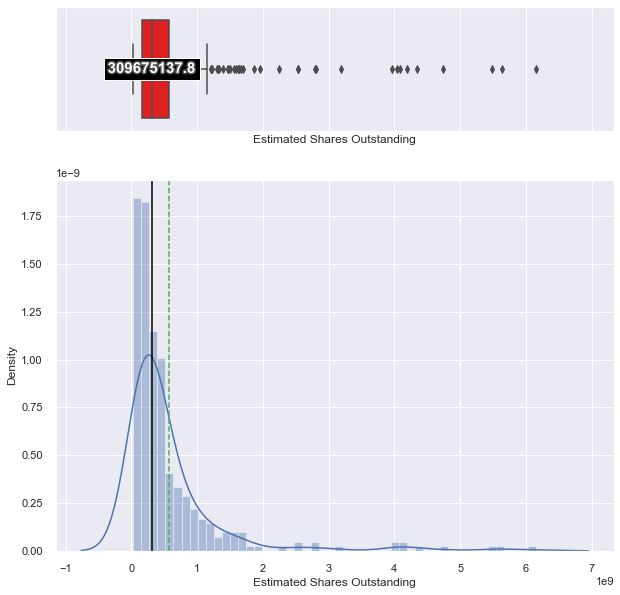 309675137.8
Estimated Shares Outstanding
1e−9
1.75
1.50
1.25
1.00
0.75
0.50
0.25
0.00
Density
−1 0 1 2 3 4 5 6 7
Estimated Shares Outstanding
1e9